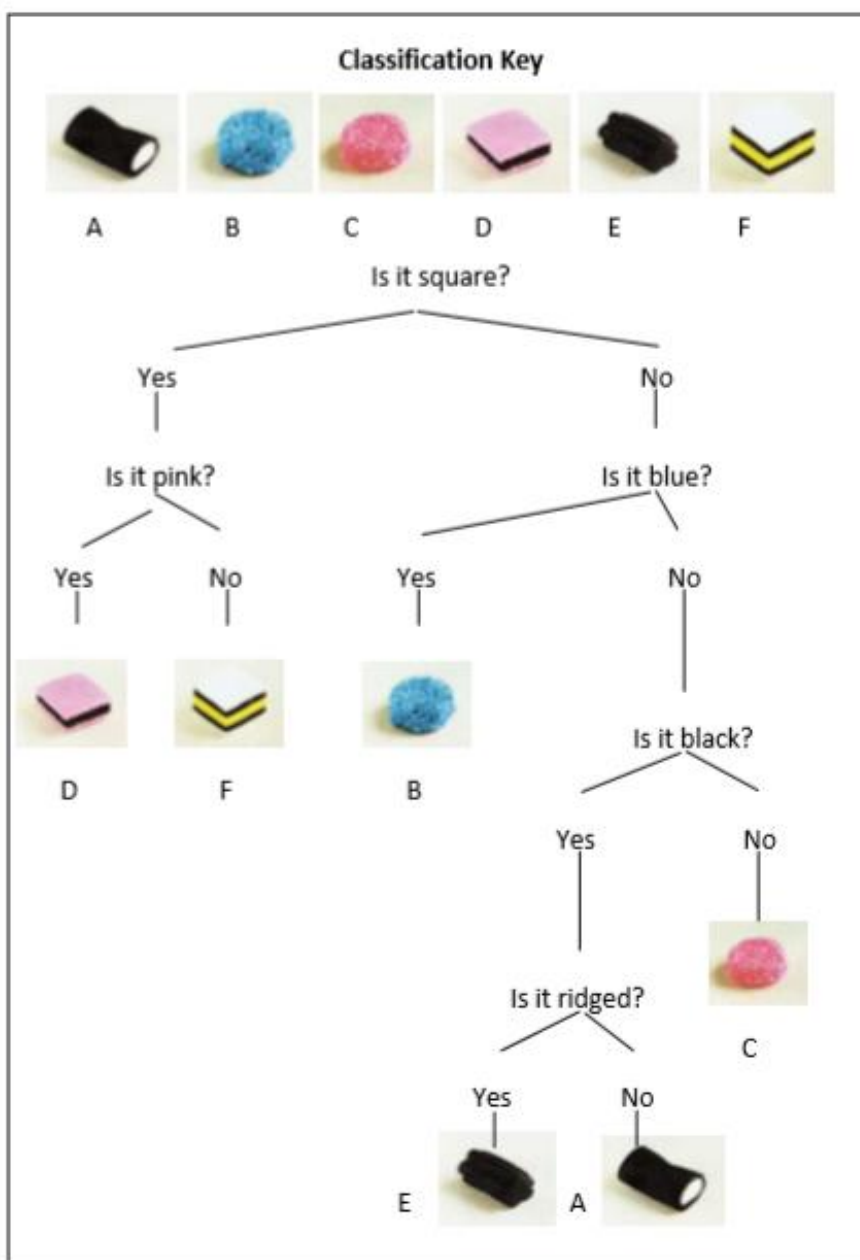 Classification Key
A B C D E F
Is it square?
Yes No
Is it pink? Is it blue?
Yes No Yes No
Is it black?
D F B
Yes No
Is it ridged?
C
Yes No
E A